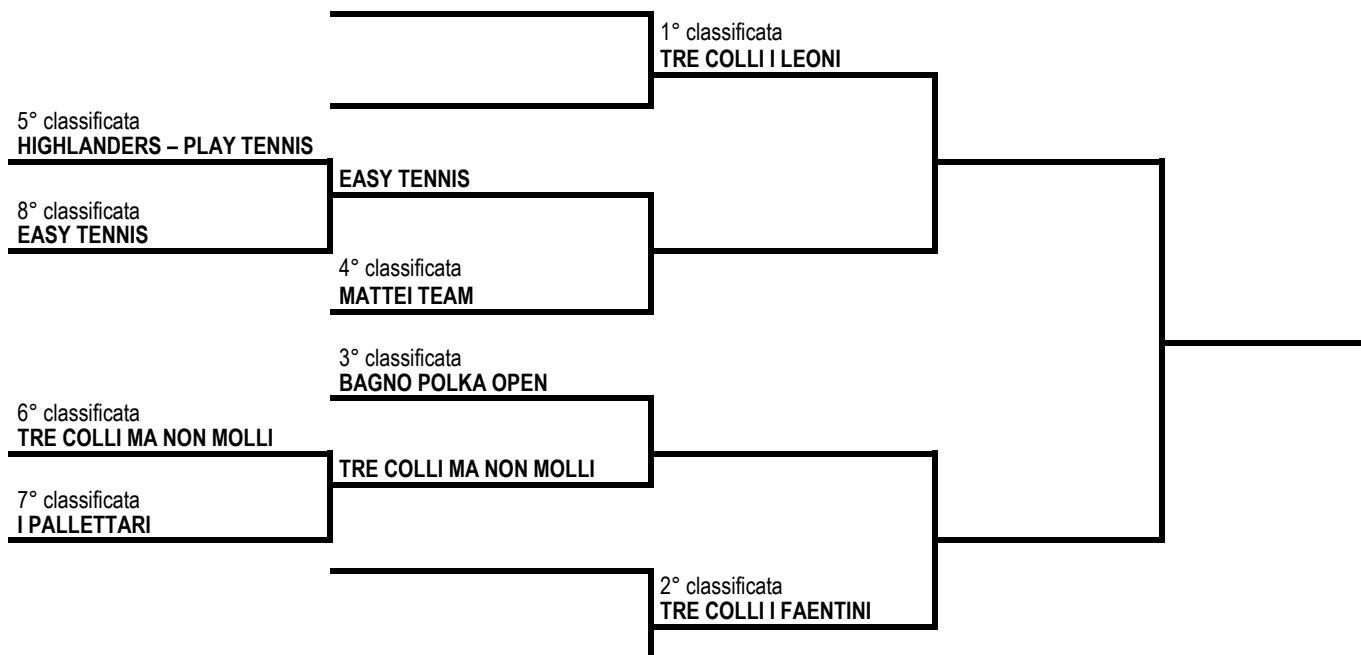 1° classificata
TRE COLLI I LEONI
5° classificata
HIGHLANDERS – PLAY TENNIS
EASY TENNIS
8° classificata
EASY TENNIS
4° classificata
MATTEI TEAM
3° classificata
BAGNO POLKA OPEN
6° classificata
TRE COLLI MA NON MOLLI
TRE COLLI MA NON MOLLI
7° classificata
I PALLETTARI
2° classificata
TRE COLLI I FAENTINI